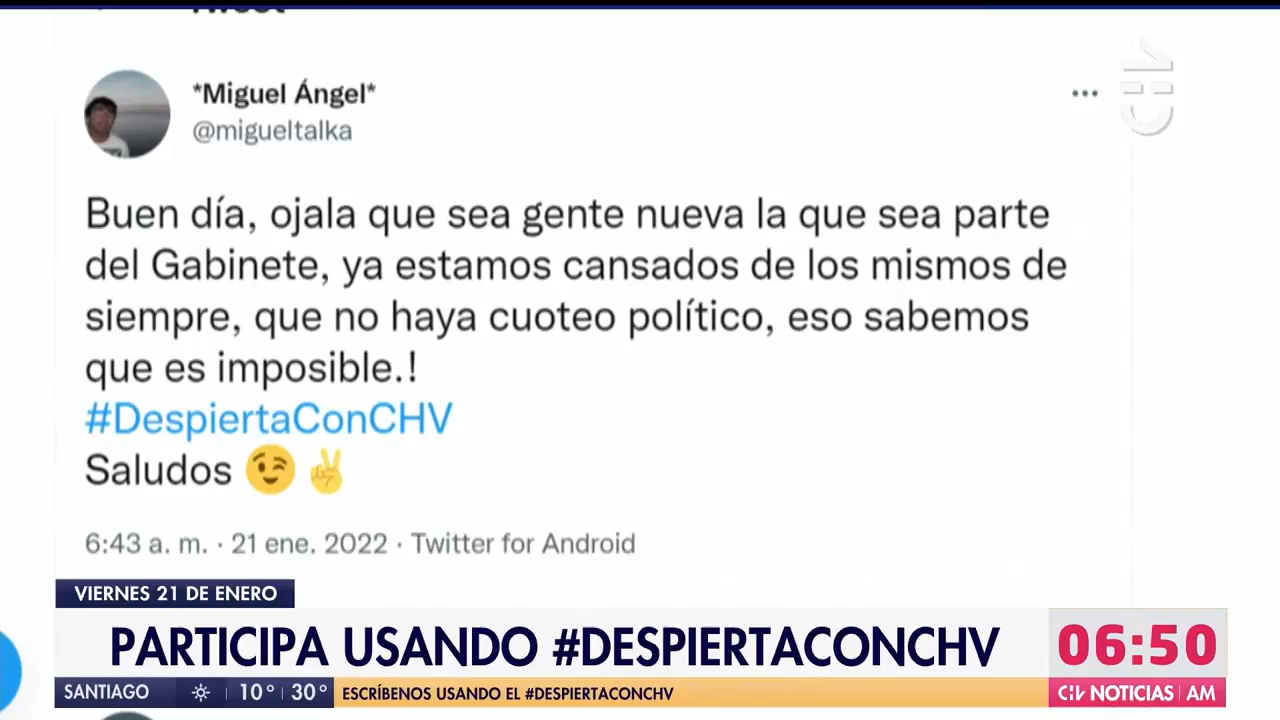 Tweet
*Miguel Ángel*
@migueltalka
Buen día, ojala que sea gente nueva la que sea parte
del Gabinete, ya estamos cansados de los mismos de
siempre, que no haya cuoteo político, eso sabemos
que es imposible.!
#DespiertaConCHV
Saludos 😉✌
6:43 a. m. · 21 ene. 2022 · Twitter for Android
VIERNES 21 DE ENERO
PARTICIPA USANDO #DESPIERTACONCHV
06:50
SANTIAGO 10° | 30° ESCRÍBENOS USANDO EL #DESPIERTACONCHV
CHV NOTICIAS | AM
CHV